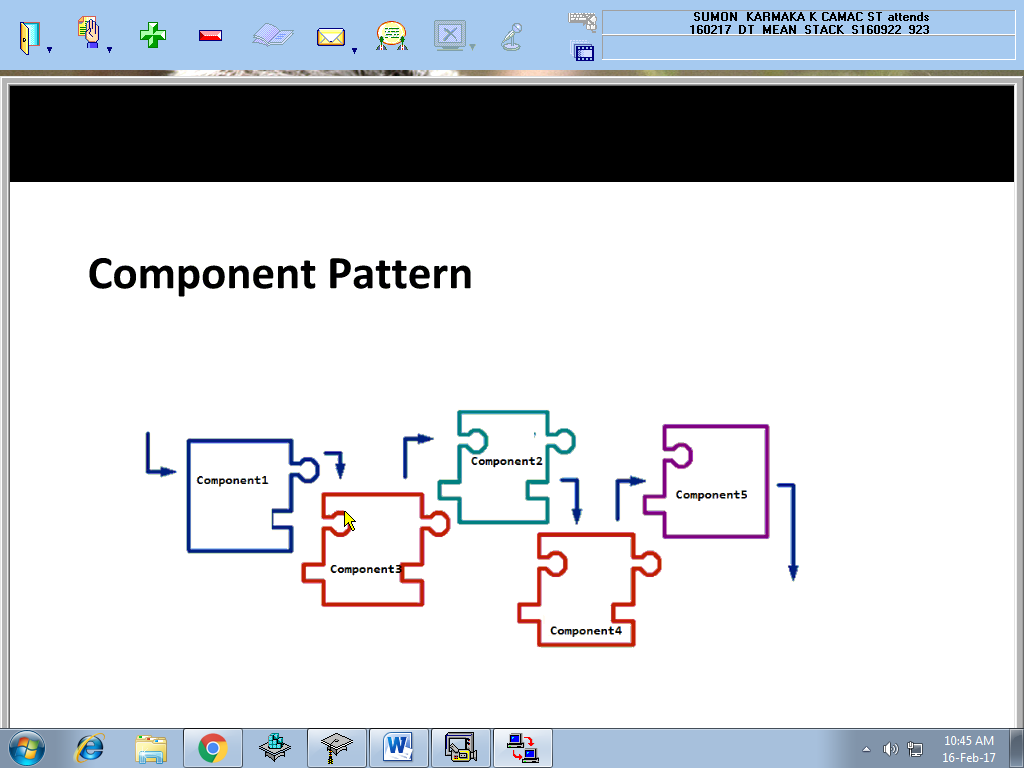 SUMON KARMAKA K CAMAC ST attends
160217 DT MEAN STACK S160922 923
Component Pattern
Component1
Component2
Component3
Component4
Component5
10:45 AM
16-Feb-17